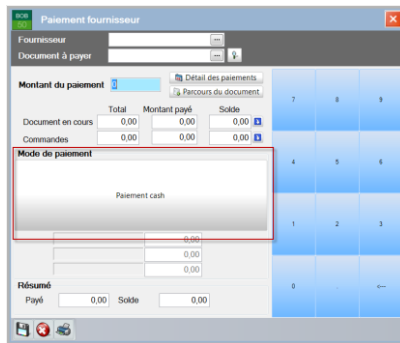 BOB
50
Paiement fournisseur
Fournisseur
Document à payer
Montant du paiement 0
Détail des paiements
Parcours du document
Total Montant payé Solde
Document en cours 0,00 0,00 0,00
Commandes 0,00 0,00 0,00
Mode de paiement
Paiement cash
0,00
0,00
0,00
Résumé
Payé 0,00 Solde 0,00
7 8 9
4 5 6
1 2 3
0 . <---